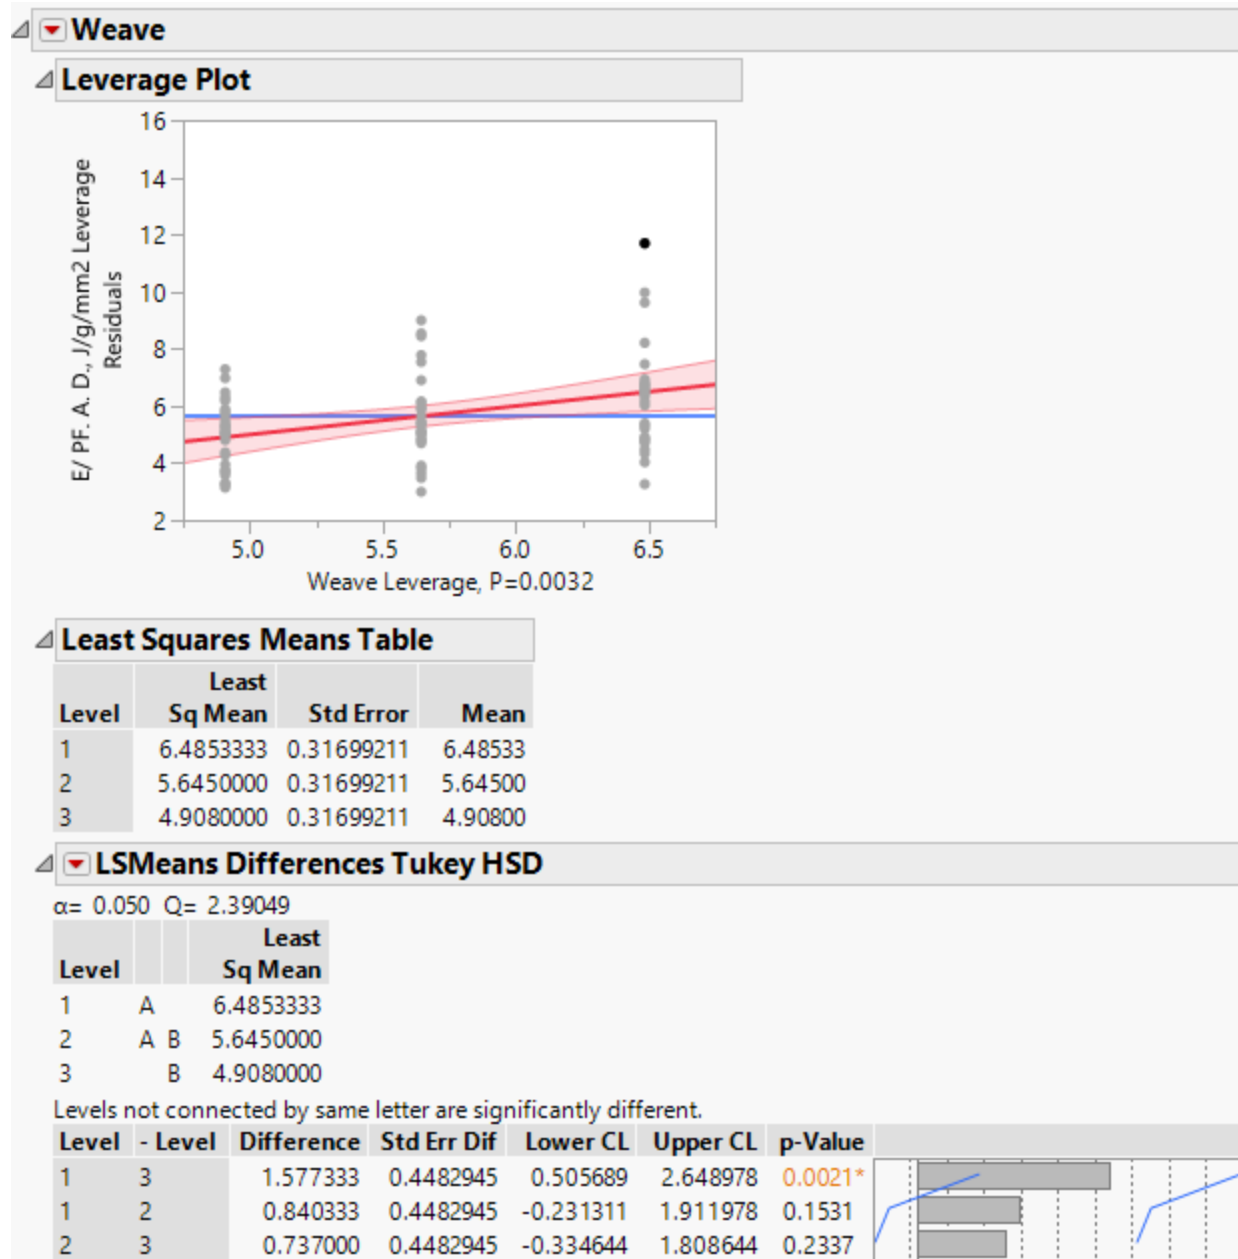 Weave
Leverage Plot
16
14
12
10
8
6
4
2
E/ PF. A. D., J/g/mm2 Leverage
Residuals
5.0 5.5 6.0 6.5
Weave Leverage, P=0.0032
Least Squares Means Table
Least
Level Sq Mean Std Error Mean
1 6.4853333 0.31699211 6.48533
2 5.6450000 0.31699211 5.64500
3 4.9080000 0.31699211 4.90800
LSMeans Differences Tukey HSD
α= 0.050 Q= 2.39049
Least
Level Sq Mean
1 A 6.4853333
2 A B 5.6450000
3 B 4.9080000
Levels not connected by same letter are significantly different.
Level - Level Difference Std Err Dif Lower CL Upper CL p-Value
1 3 1.577333 0.4482945 0.505689 2.648978 0.0021*
1 2 0.840333 0.4482945 -0.231311 1.911978 0.1531
2 3 0.737000 0.4482945 -0.334644 1.808644 0.2337